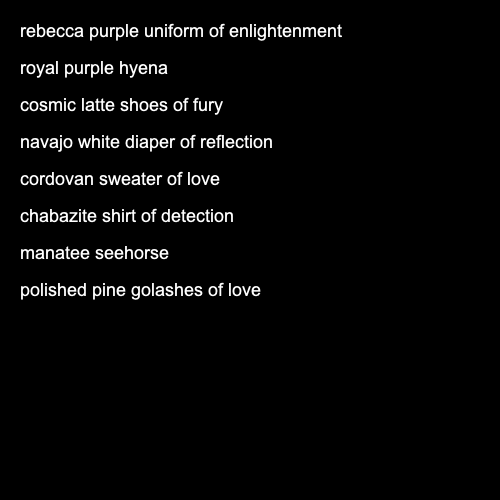 rebecca purple uniform of enlightenment
royal purple hyena
cosmic latte shoes of fury
navajo white diaper of reflection
cordovan sweater of love
chabazite shirt of detection
manatee seehorse
polished pine golashes of love